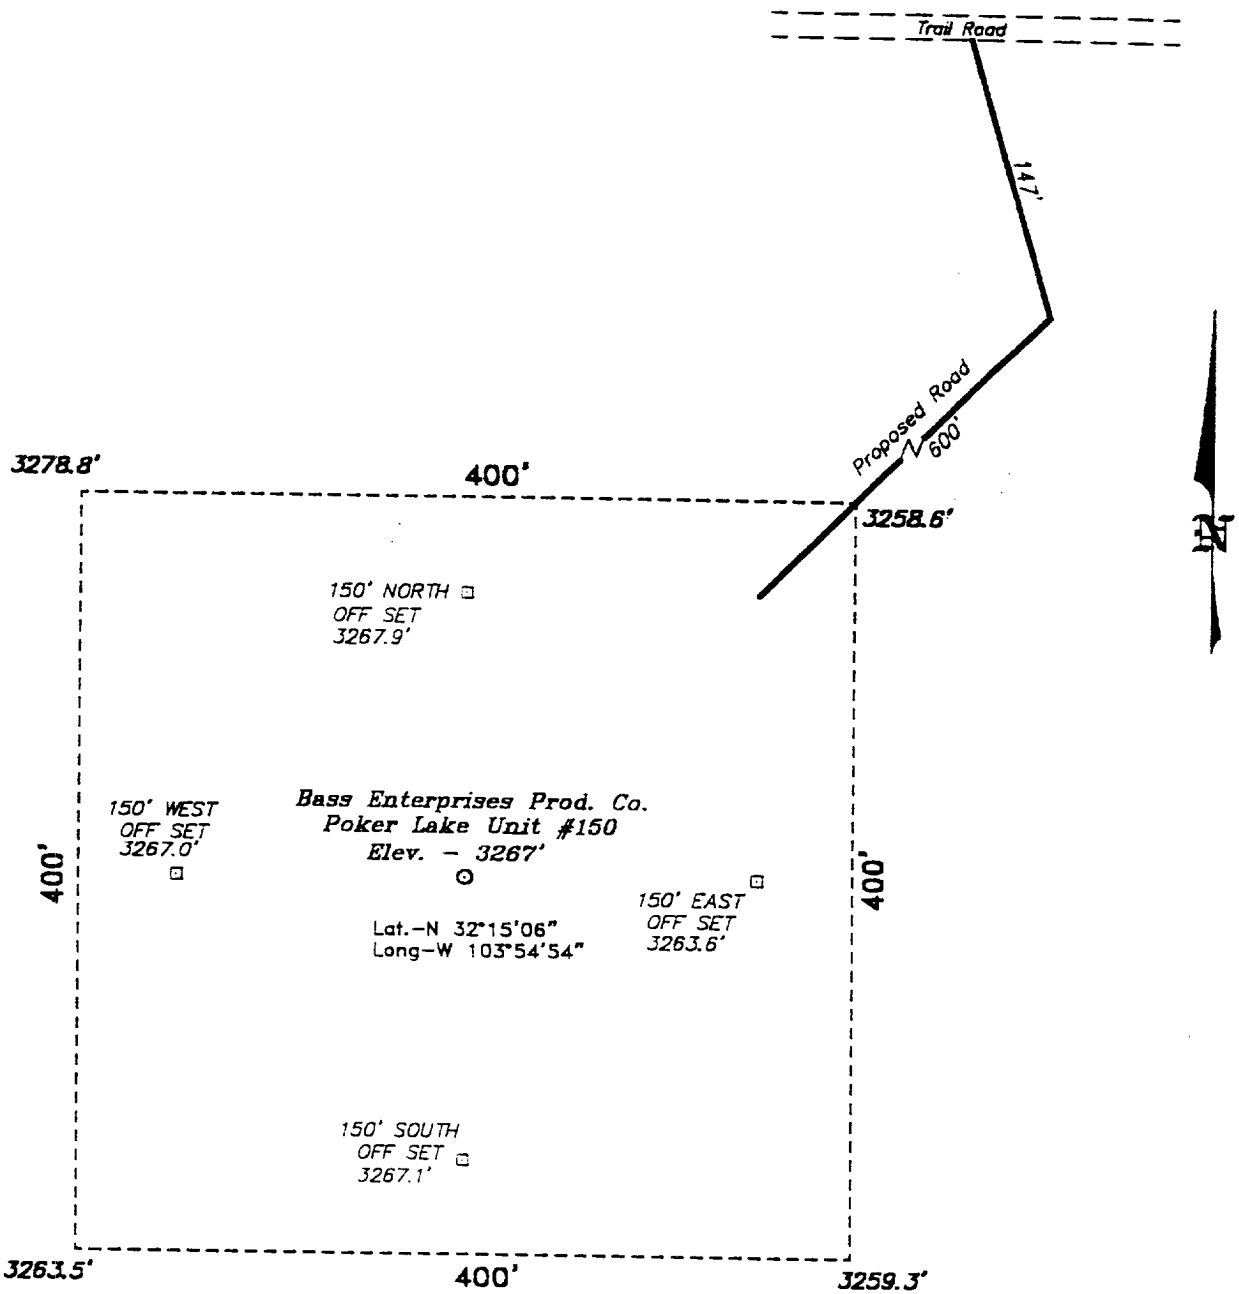 Trail Road
147'
Proposed Road
600'
3278.8'
400'
3258.6'
150' NORTH
OFF SET
3267.9'
150' WEST
OFF SET
3267.0'
Bass Enterprises Prod. Co.
Poker Lake Unit #150
Elev. - 3267'
400'
400'
150' EAST
OFF SET
3263.6'
Lat.-N 32°15'06"
Long-W 103°54'54"
150' SOUTH
OFF SET
3267.1'
3263.5'
400'
3259.3'
N